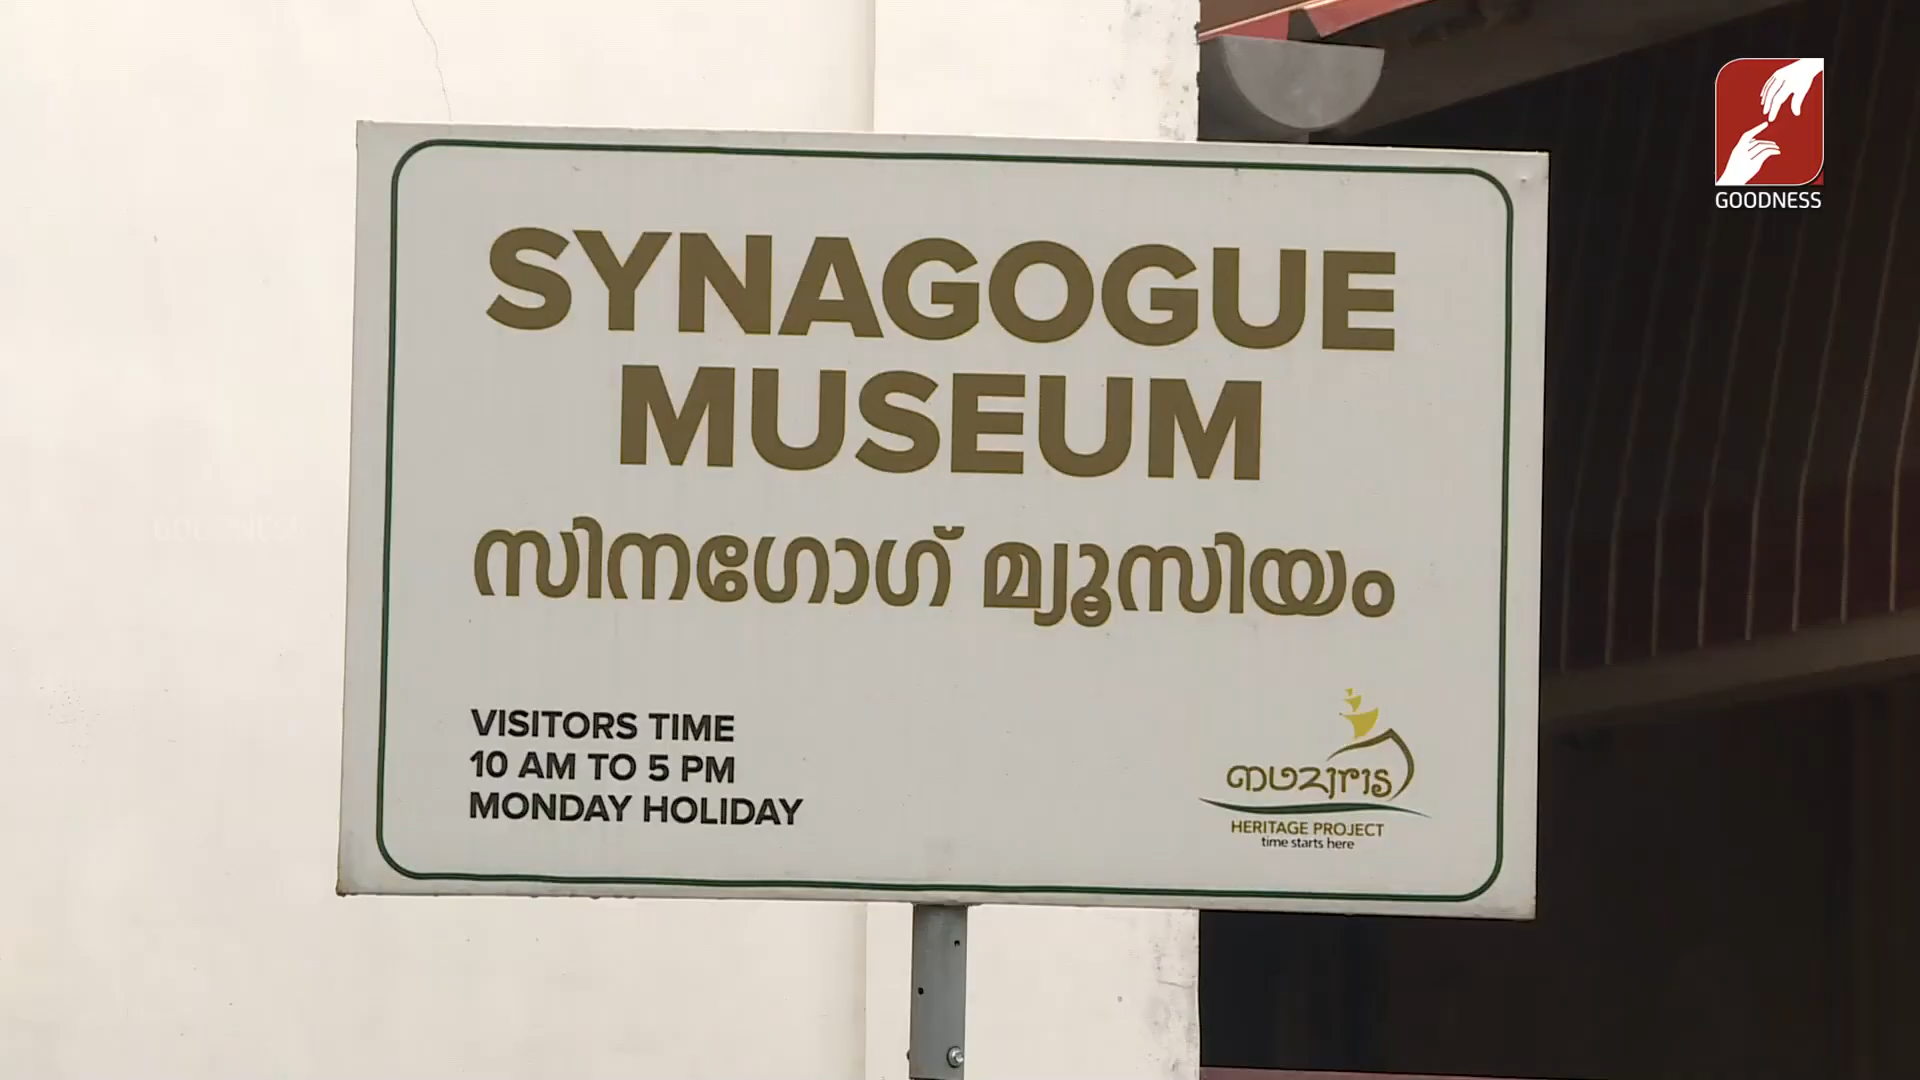 GOODNESS
SYNAGOGUE
MUSEUM
സിനഗോഗ് മ്യൂസിയം
VISITORS TIME
10 AM TO 5 PM
MONDAY HOLIDAY
HERITAGE PROJECT
time starts here